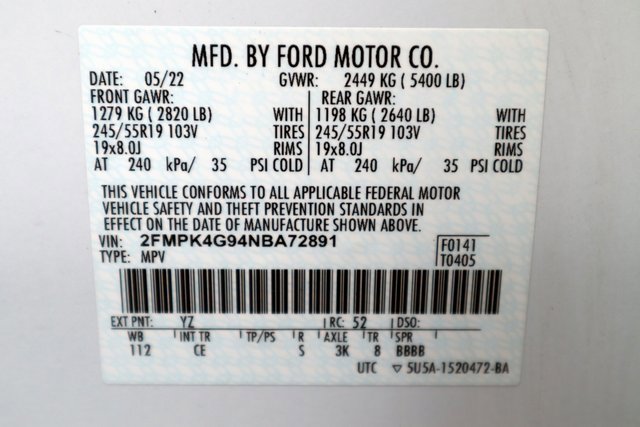 MFD. BY FORD MOTOR CO.
DATE: 05/22 GVWR: 2449 KG ( 5400 LB)
FRONT GAWR: REAR GAWR:
1279 KG ( 2820 LB) WITH 1198 KG ( 2640 LB) WITH
245/55R19 103V TIRES 245/55R19 103V TIRES
19x8.0J RIMS 19x8.0J RIMS
AT 240 kPa/ 35 PSI COLD AT 240 kPa/ 35 PSI COLD
THIS VEHICLE CONFORMS TO ALL APPLICABLE FEDERAL MOTOR
VEHICLE SAFETY AND THEFT PREVENTION STANDARDS IN
EFFECT ON THE DATE OF MANUFACTURE SHOWN ABOVE.
VIN: 2FMPK4G94NBA72891 F0141
TYPE: MPV T0405
EXT PNT: YZ RC: 52 DSO:
WB INT TR TP/PS R AXLE TR SPR
112 CE S 3K 8 BBBB
UTC ▽ 5U5A-1520472-BA